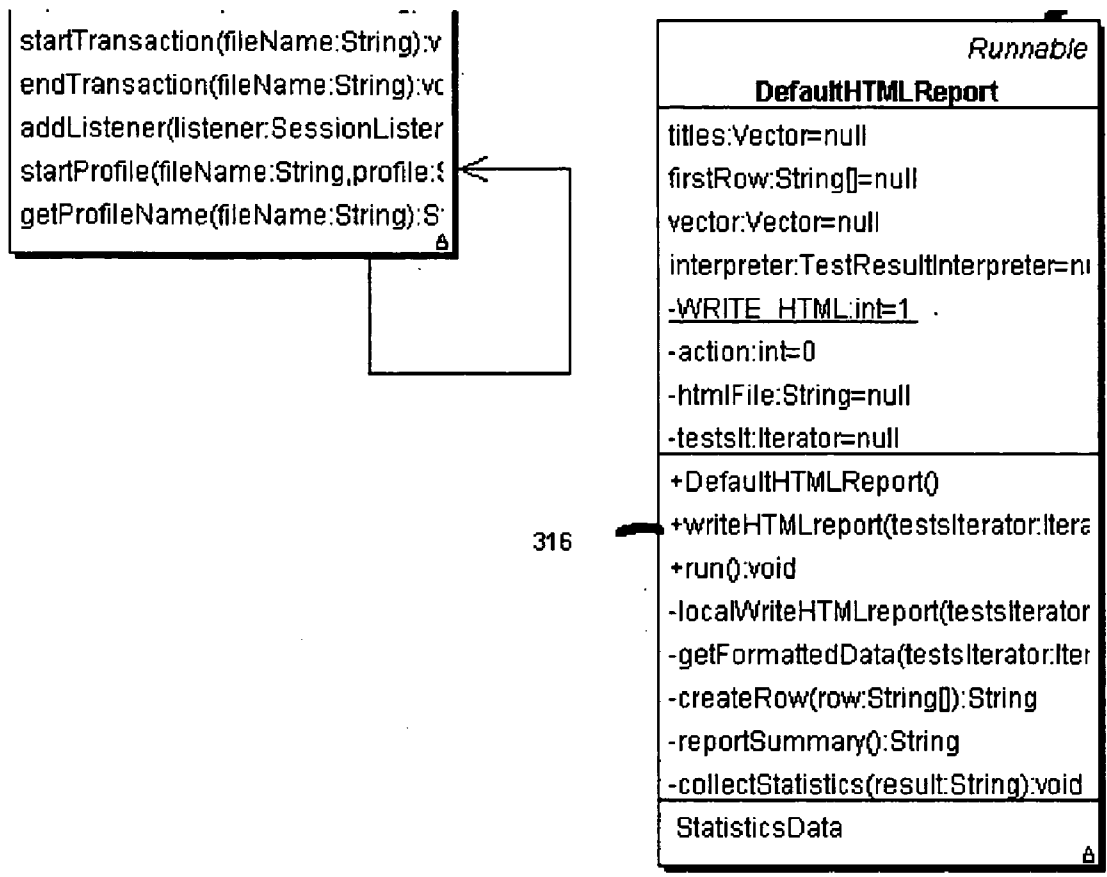 startTransaction(fileName:String):v
endTransaction(fileName:String):vc
addListener(listener:SessionLister
startProfile(fileName:String,profile:S
getProfileName(fileName:String):S
Runnable
DefaultHTMLReport
titles:Vector=null
firstRow:String[]=null
vector:Vector=null
interpreter:TestResultInterpreter=nu
-WRITE_HTML:int=1
-action:int=0
-htmlFile:String=null
-testsIt:Iterator=null
+DefaultHTMLReport()
316
+writeHTMLreport(testsIterator:Itera
+run():void
-localWriteHTMLreport(testsIterator
-getFormattedData(testsIterator:Iter
-createRow(row:String[]):String
-reportSummary():String
-collectStatistics(result:String):void
StatisticsData